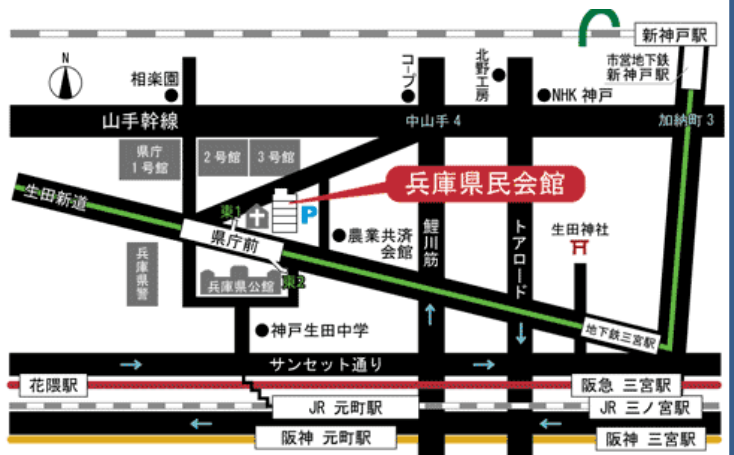 新神戸駅
N
相楽園
コープ
北野工房
NHK 神戸
市営地下鉄
新神戸駅
山手幹線
中山手 4
加納町 3
県庁
1号館
2号館
3号館
兵庫県民会館
生田新道
東1
P
県庁前
農業共済
会館
鯉川筋
トアロード
生田神社
兵庫県警
兵庫県公館
東2
神戸生田中学
地下鉄三宮駅
サンセット通り
花隈駅
阪急 三宮駅
JR 元町駅
JR 三ノ宮駅
阪神 元町駅
阪神 三宮駅